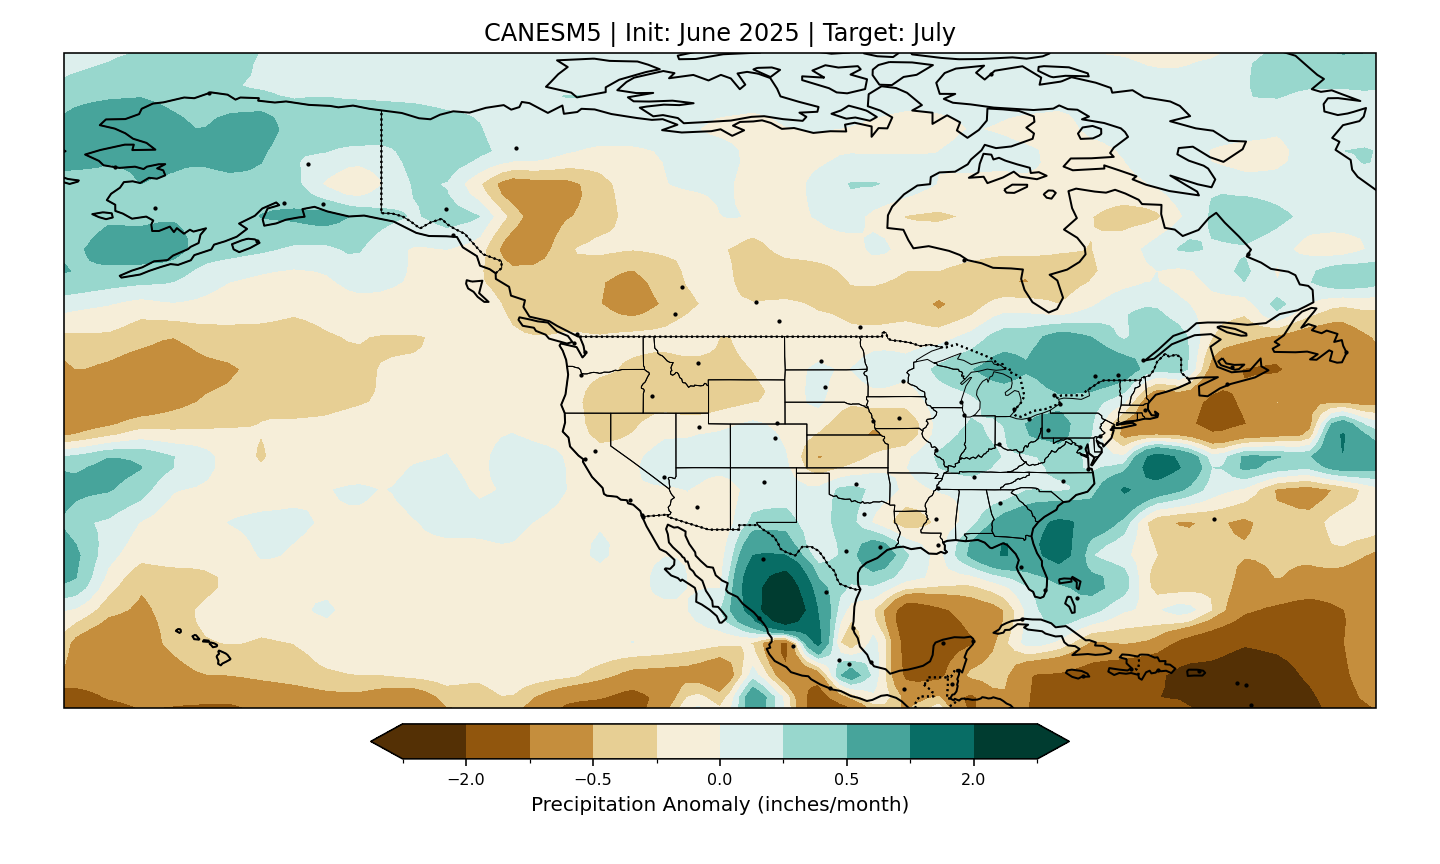 CANESM5 | Init: June 2025 | Target: July
−2.0 −0.5 0.0 0.5 2.0
Precipitation Anomaly (inches/month)